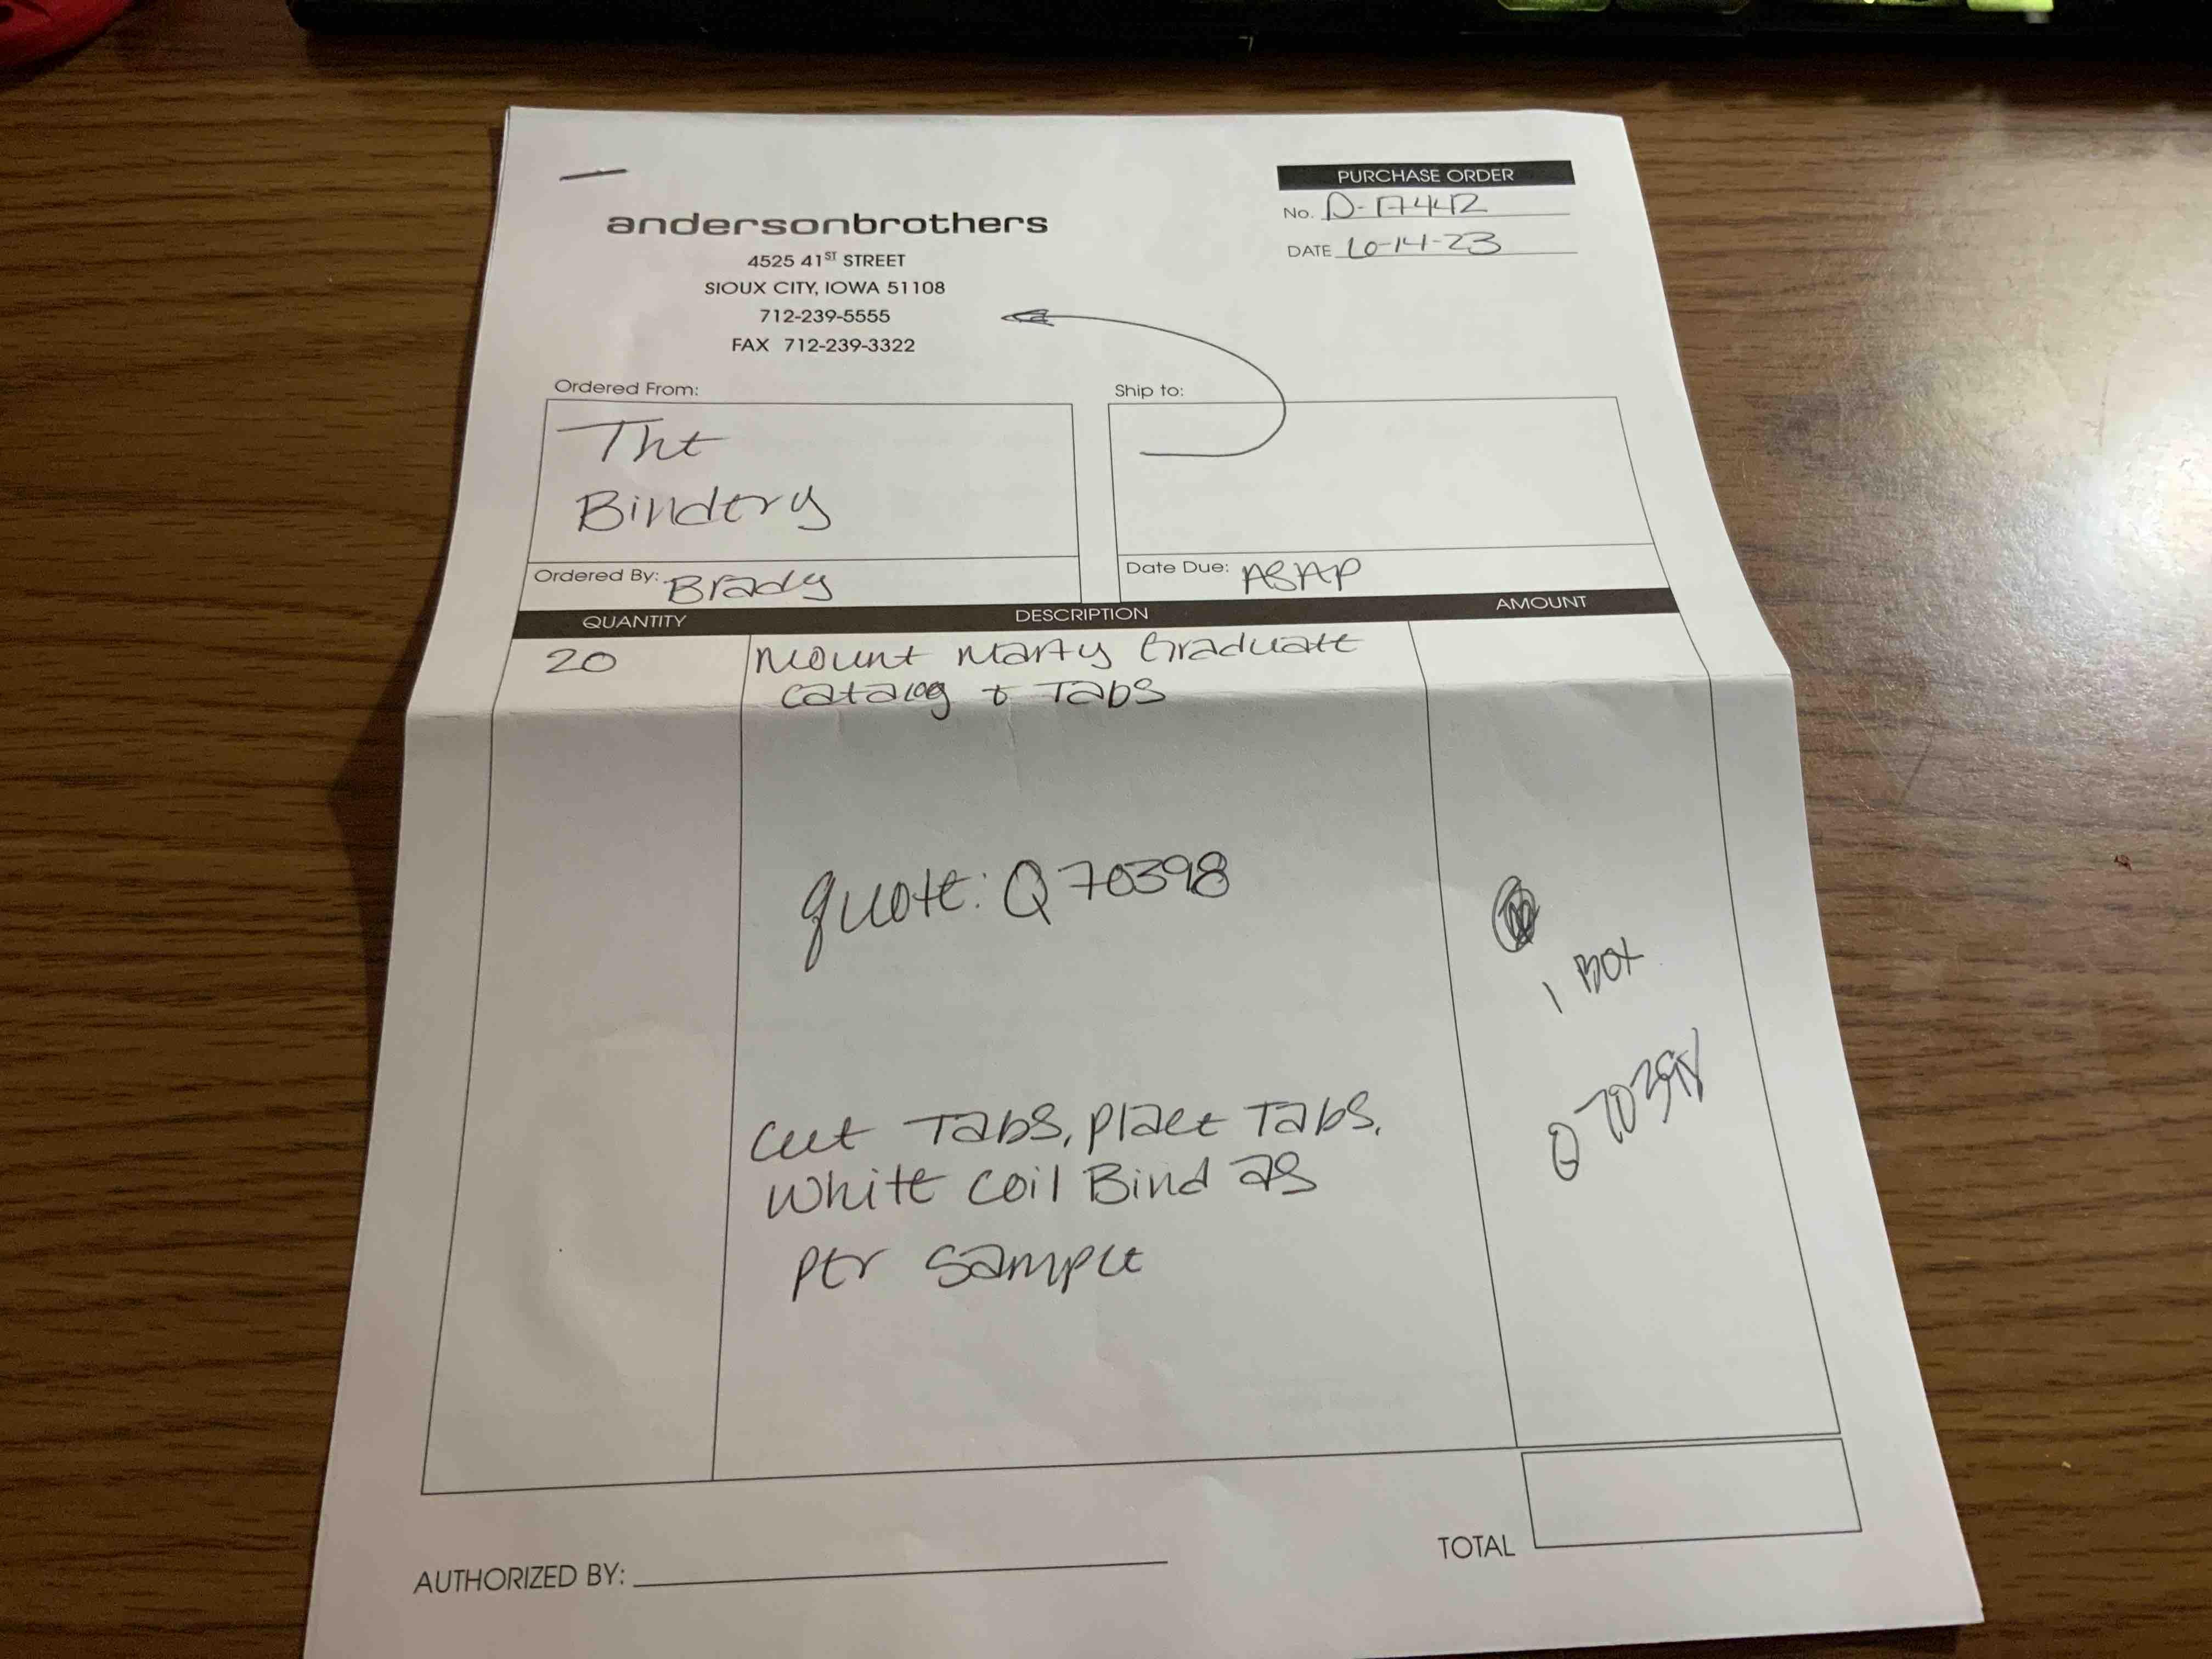 PURCHASE ORDER
No. D-17442
DATE 10-14-23
andersonbrothers
4525 41ST STREET
SIOUX CITY, IOWA 51108
712-239-5555
FAX 712-239-3322
Ordered From:
The
Bindery
Ship to:
Ordered By: Brady
Date Due: ASAP
QUANTITY DESCRIPTION AMOUNT
20 Mount Marty Graduate
Catalog & Tabs
quote: Q70398
1 Box
Q70398
Cut Tabs, place Tabs,
White coil Bind as
per sample
TOTAL
AUTHORIZED BY: